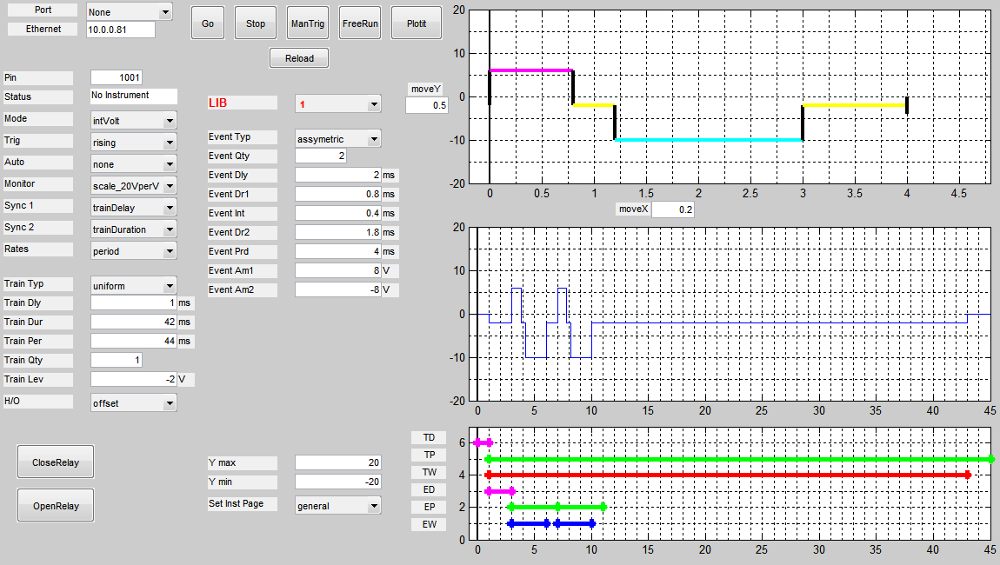 Port None Go Stop ManTrig FreeRun Plotit
Ethernet 10.0.0.81
Reload
Pin 1001
Status No Instrument
Mode intVolt
Trig rising
Auto none
Monitor scale_20VperV
Sync 1 trainDelay
Sync 2 trainDuration
Rates period
Train Typ uniform
Train Dly 1 ms
Train Dur 42 ms
Train Per 44 ms
Train Qty 1
Train Lev -2 V
H/O offset
CloseRelay
OpenRelay
LIB 1
Event Typ assymetric
Event Qty 2
Event Dly 2 ms
Event Dr1 0.8 ms
Event Int 0.4 ms
Event Dr2 1.8 ms
Event Prd 4 ms
Event Am1 8 V
Event Am2 -8 V
Y max 20
Y min -20
Set Inst Page general
moveY
0.5
20
10
0
-10
-20
0 0.5 1 1.5 2 2.5 3 3.5 4 4.5
moveX 0.2
20
10
0
-10
-20
0 5 10 15 20 25 30 35 40 45
TD
TP
TW
ED
EP
EW
6
4
2
0
0 5 10 15 20 25 30 35 40 45